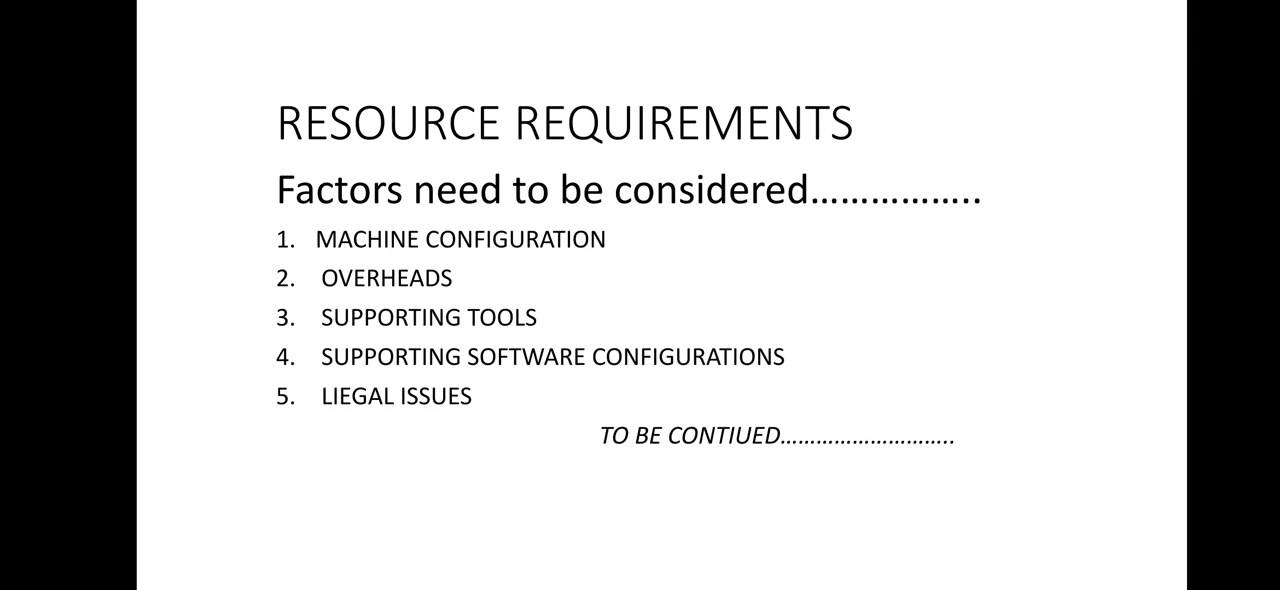 RESOURCE REQUIREMENTS
Factors need to be considered……………..
1. MACHINE CONFIGURATION
2. OVERHEADS
3. SUPPORTING TOOLS
4. SUPPORTING SOFTWARE CONFIGURATIONS
5. LIEGAL ISSUES
TO BE CONTIUED………………………..